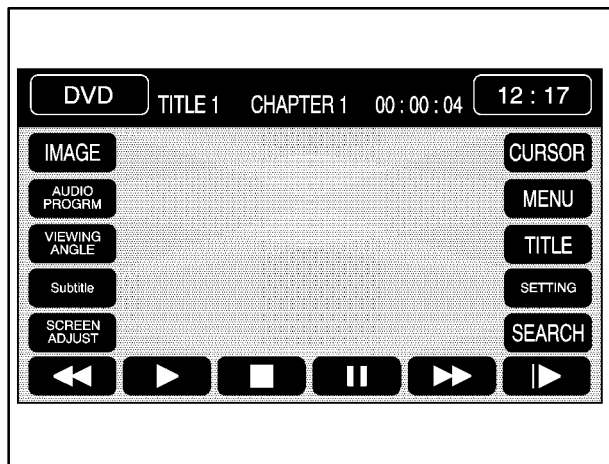 DVD TITLE 1 CHAPTER 1 00 : 00 : 04 12 : 17
IMAGE
AUDIO
PROGRM
VIEWING
ANGLE
Subtitle
SCREEN
ADJUST
CURSOR
MENU
TITLE
SETTING
SEARCH